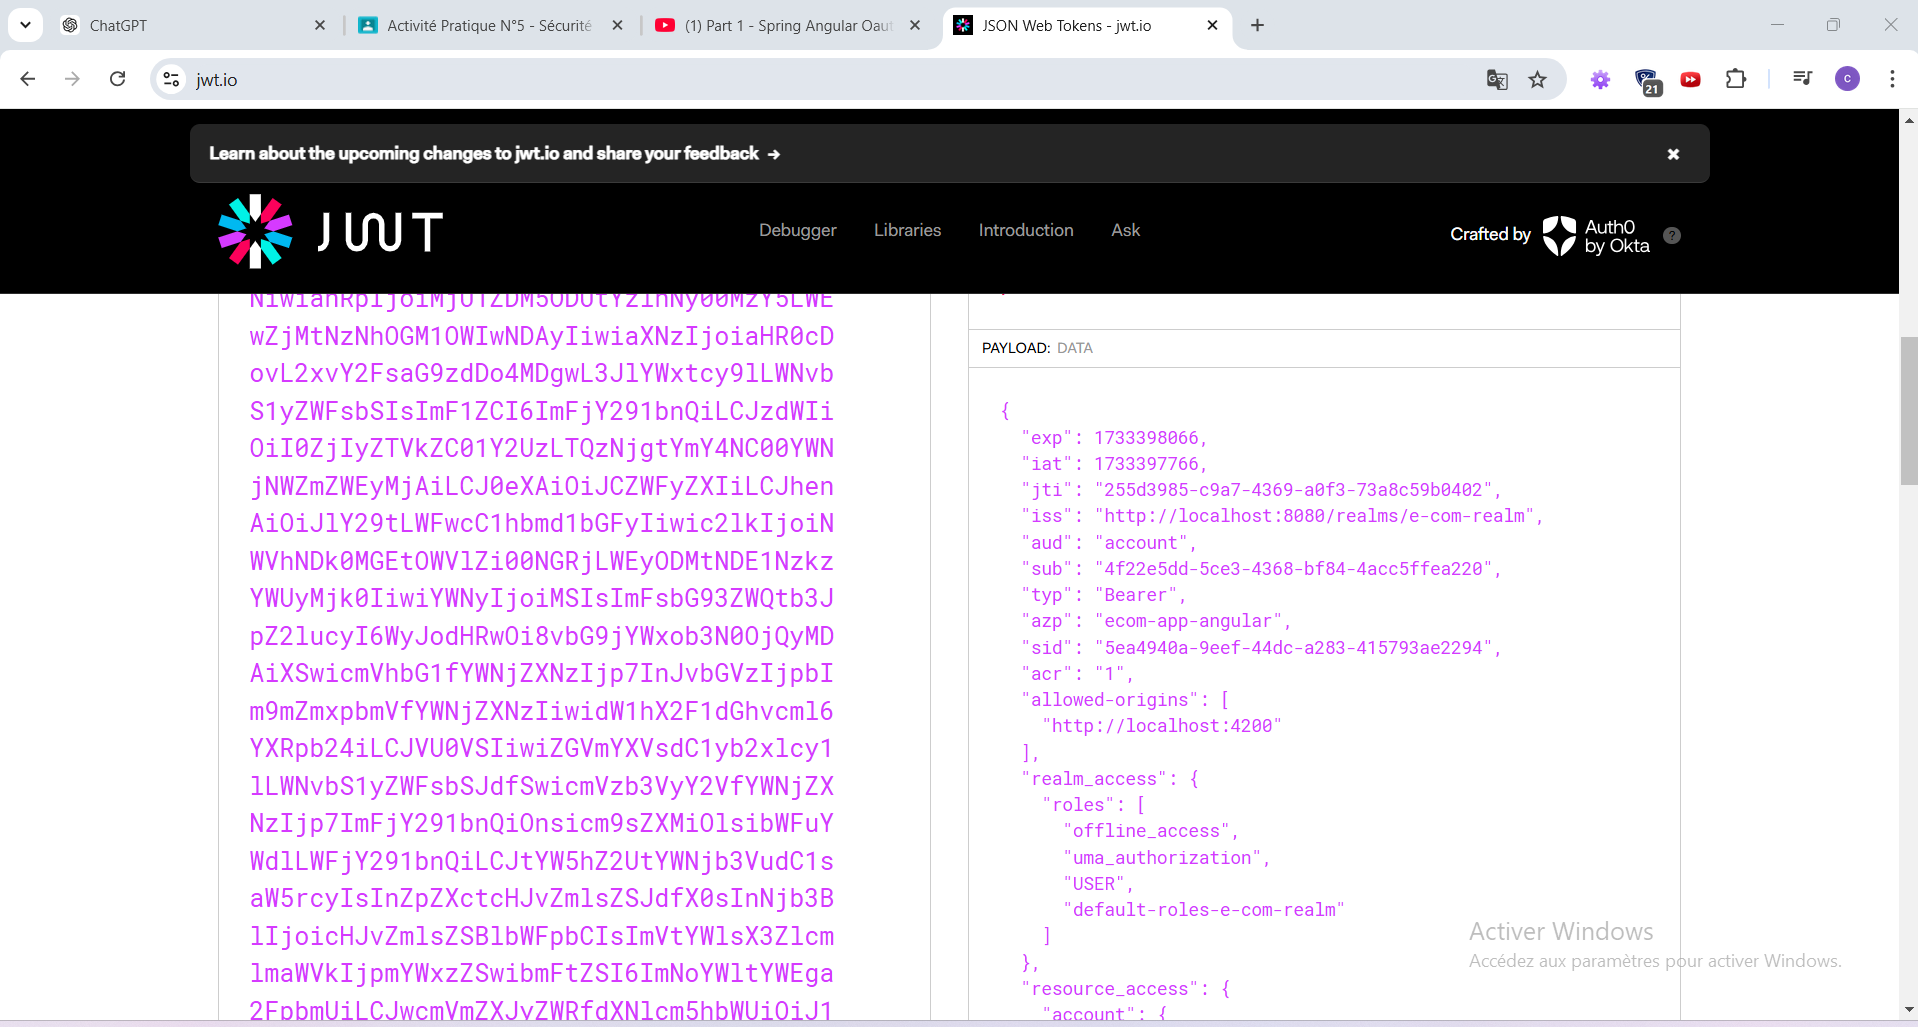 ChatGPT
Activité Pratique N°5 - Sécurité
(1) Part 1 - Spring Angular Oaut
JSON Web Tokens - jwt.io
jwt.io
21
C
Learn about the upcoming changes to jwt.io and share your feedback →
JWT
Debugger
Libraries
Introduction
Ask
Crafted by
Auth0
by Okta
?
NiwianRpIjoiMjU1ZDM5ODUtYzlhNy00MzY5LWE
wZjMtNzNhOGM1OWIwNDAyIiwiaXNzIjoiaHR0cD
ovL2xvY2FsaG9zdDo4MDgwL3JlYWxtcy9lLWNvb
S1yZWFsbSIsImF1ZCI6ImFjY291bnQiLCJzdWIi
OiI0ZjIyZTVkZC01Y2UzLTQzNjgtYmY4NC00YWN
jNWZmZWEyMjAiLCJ0eXAiOiJCZWFyZXIiLCJhen
AiOiJlY29tLWFwcC1hbmd1bGFyIiwic2lkIjoiN
WVhNDk0MGEtOWVlZi00NGRjLWEyODMtNDE1Nzkz
YWUyMjk0IiwiYWNyIjoiMSIsImFsbG93ZWQtb3J
pZ2lucyI6WyJodHRwOi8vbG9jYWxob3N0OjQyMD
AiXSwicmVhbG1fYWNjZXNzIjp7InJvbGVzIjpbI
m9mZmxpbmVfYWNjZXNzIiwidW1hX2F1dGhvcml6
YXRpb24iLCJVU0VSIiwiZGVmYXVsdC1yb2xlcy1
lLWNvbS1yZWFsbSJdfSwicmVzb3VyY2VfYWNjZX
NzIjp7ImFjY291bnQiOnsicm9sZXMiOlsibWFuY
WdlLWFjY291bnQiLCJtYW5hZ2UtYWNjb3VudC1s
aW5rcyIsInZpZXctcHJvZmlsZSJdfX0sInNjb3B
lIjoicHJvZmlsZSBlbWFpbCIsImVtYWlsX3Zlcm
lmaWVkIjpmYWxzZSwibmFtZSI6ImNoYWltYWEga
2FpbmUiLCJwcmVmZXJyZWRfdXNlcm5hbWUiOiJ1
PAYLOAD: DATA
{
"exp": 1733398066,
"iat": 1733397766,
"jti": "255d3985-c9a7-4369-a0f3-73a8c59b0402",
"iss": "http://localhost:8080/realms/e-com-realm",
"aud": "account",
"sub": "4f22e5dd-5ce3-4368-bf84-4acc5ffea220",
"typ": "Bearer",
"azp": "ecom-app-angular",
"sid": "5ea4940a-9eef-44dc-a283-415793ae2294",
"acr": "1",
"allowed-origins": [
"http://localhost:4200"
],
"realm_access": {
"roles": [
"offline_access",
"uma_authorization",
"USER",
"default-roles-e-com-realm"
]
},
"resource_access": {
"account": {
Activer Windows
Accédez aux paramètres pour activer Windows.